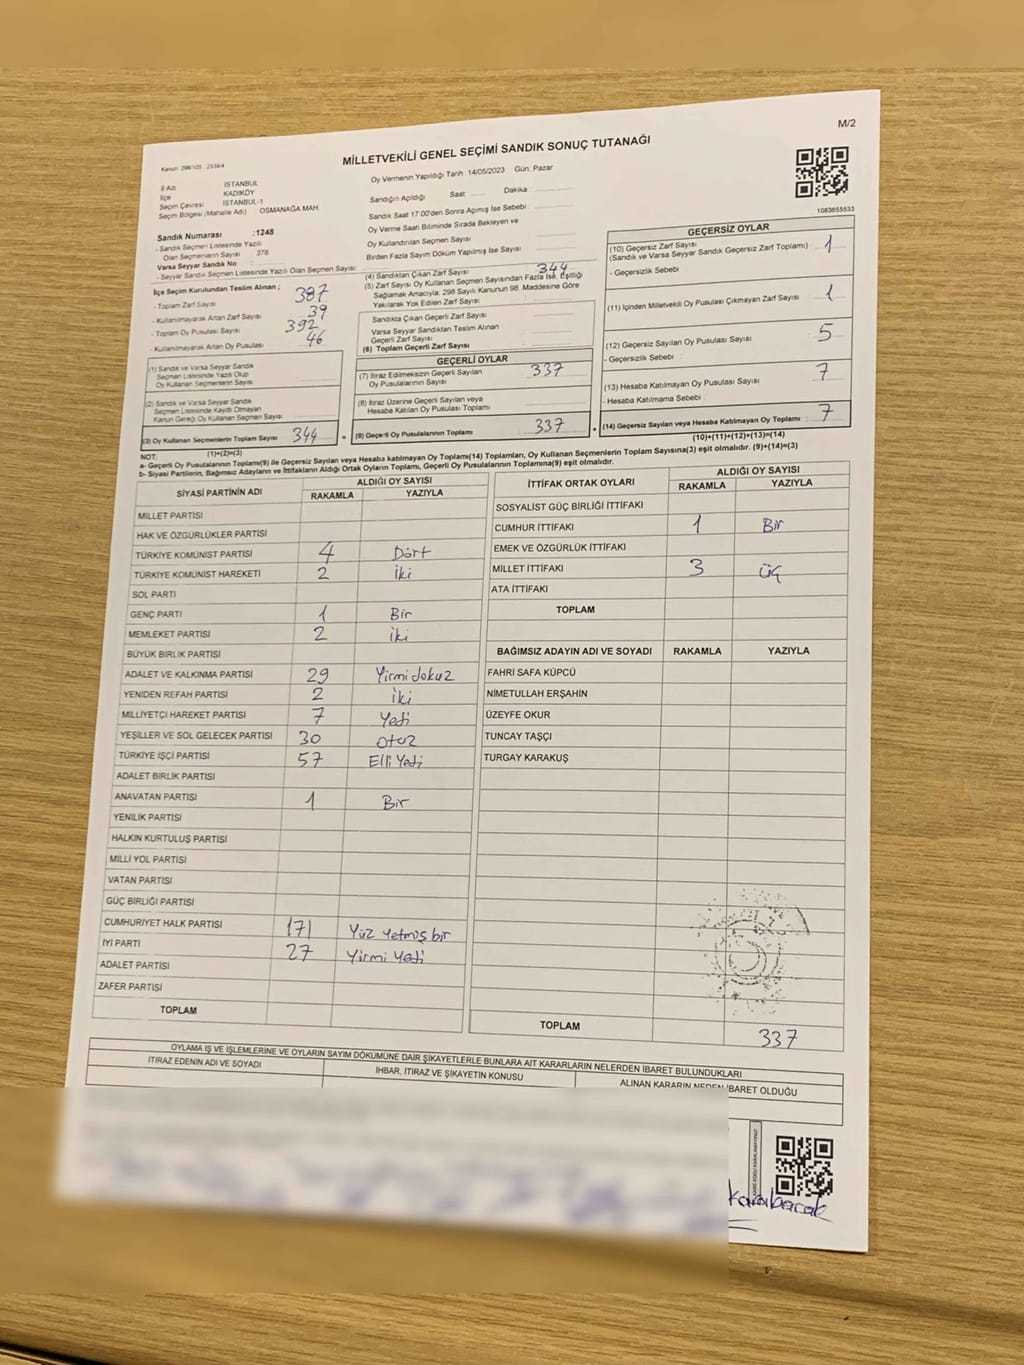 M/2
Kanun: 298/105 : 2839/4
MİLLETVEKİLİ GENEL SEÇİMİ SANDIK SONUÇ TUTANAĞI
1083655533
İl Adı İSTANBUL
İlçe KADIKÖY
Seçim Çevresi İSTANBUL-1
Seçim Bölgesi (Mahalle Adı) OSMANAĞA MAH.
Sandık Numarası :1248
- Sandık Seçmen Listesinde Yazılı
Olan Seçmenlerin Sayısı 378
Varsa Seyyar Sandık No :
- Seyyar Sandık Seçmen Listesinde Yazılı Olan Seçmen Sayısı:
İlçe Seçim Kurulundan Teslim Alınan ;
- Toplam Zarf Sayısı 387
- Kullanılmayarak Artan Zarf Sayısı 39
- Toplam Oy Pusulası Sayısı 392
- Kullanılmayarak Artan Oy Pusulası 46
(1) Sandık ve Varsa Seyyar Sandık
Seçmen Listesinde Yazılı Olup
Oy Kullanan Seçmenlerin Sayısı
(2) Sandık ve Varsa Seyyar Sandık
Seçmen Listesinde Kayıtlı Olmayan
Kanun Gereği Oy Kullanan Seçmen Sayısı
(3) Oy Kullanan Seçmenlerin Toplam Sayısı 344
(1)+(2)=(3)
Oy Vermenin Yapıldığı Tarih 14/05/2023 Gün: Pazar
Sandığın Açıldığı Saat Dakika
Sandık Saat 17.00'den Sonra Açımış İse Sebebi :
Oy Verme Saati Bitiminde Sırada Bekleyen ve
Oy Kullandırılan Seçmen Sayısı
Birden Fazla Sayım Döküm Yapılmış İse Sayısı
(4) Sandıktan Çıkan Zarf Sayısı 344
(5) Zarf Sayısı Oy Kullanan Seçmen Sayısından Fazla İse, Eşitliği
Sağlamak Amacıyla, 298 Sayılı Kanunun 98. Maddesine Göre
Yakılarak Yok Edilen Zarf Sayısı
Sandıkta Çıkan Geçerli Zarf Sayısı
Varsa Seyyar Sandıktan Teslim Alınan
Geçerli Zarf Sayısı
(6) Toplam Geçerli Zarf Sayısı
GEÇERLİ OYLAR
(7) İtiraz Edilmeksizin Geçerli Sayılan
Oy Pusulalarının Sayısı 337
(8) İtiraz Üzerine Geçerli Sayılan veya
Hesaba Katılan Oy Pusulası Toplamı
(9) Geçerli Oy Pusulalarının Toplamı 337
GEÇERSİZ OYLAR
(10) Geçersiz Zarf Sayısı 1
(Sandık ve Varsa Seyyar Sandık Geçersiz Zarf Toplamı)
- Geçersizlik Sebebi
(11) İçinden Milletvekili Oy Pusulası Çıkmayan Zarf Sayısı 1
(12) Geçersiz Sayılan Oy Pusulası Sayısı 5
- Geçersizlik Sebebi :
(13) Hesaba Katılmayan Oy Pusulası Sayısı 7
- Hesaba Katılmama Sebebi :
(14) Geçersiz Sayılan veya Hesaba Katılmayan Oy Toplamı : 7
(10)+(11)+(12)+(13)=(14)
NOT:
a- Geçerli Oy Pusulalarının Toplamı(9) ile Geçersiz Sayılan veya Hesaba katılmayan Oy Toplamı(14) Toplamları, Oy Kullanan Seçmenlerin Toplam Sayısına(3) eşit olmalıdır. (9)+(14)=(3)
b- Siyasi Partilerin, Bağımsız Adayların ve İttifakların Aldığı Ortak Oyların Toplamı, Geçerli Oy Pusulalarının Toplamına(9) eşit olmalıdır.
SİYASİ PARTİNİN ADI ALDIĞI OY SAYISI
RAKAMLA YAZIYLA
MİLLET PARTİSİ
HAK VE ÖZGÜRLÜKLER PARTİSİ
TÜRKİYE KOMÜNİST PARTİSİ 4 Dört
TÜRKİYE KOMÜNİST HAREKETİ 2 iki
SOL PARTİ
GENÇ PARTİ 1 Bir
MEMLEKET PARTİSİ 2 iki
BÜYÜK BİRLİK PARTİSİ
ADALET VE KALKINMA PARTİSİ 29 Yirmi dokuz
YENİDEN REFAH PARTİSİ 2 iki
MİLLİYETÇİ HAREKET PARTİSİ 7 Yedi
YEŞİLLER VE SOL GELECEK PARTİSİ 30 otuz
TÜRKİYE İŞÇİ PARTİSİ 57 Elli Yedi
ADALET BİRLİK PARTİSİ
ANAVATAN PARTİSİ 1 Bir
YENİLİK PARTİSİ
HALKIN KURTULUŞ PARTİSİ
MİLLİ YOL PARTİSİ
VATAN PARTİSİ
GÜÇ BİRLİĞİ PARTİSİ
CUMHURİYET HALK PARTİSİ 171 Yüz yetmiş bir
İYİ PARTİ 27 Yirmi Yedi
ADALET PARTİSİ
ZAFER PARTİSİ
TOPLAM
İTTİFAK ORTAK OYLARI ALDIĞI OY SAYISI
RAKAMLA YAZIYLA
SOSYALİST GÜÇ BİRLİĞİ İTTİFAKI
CUMHUR İTTİFAKI 1 Bir
EMEK VE ÖZGÜRLÜK İTTİFAKI
MİLLET İTTİFAKI 3 üç
ATA İTTİFAKI
TOPLAM
BAĞIMSIZ ADAYIN ADI VE SOYADI RAKAMLA YAZIYLA
FAHRİ SAFA KÜPCÜ
NİMETULLAH ERŞAHİN
ÜZEYFE OKUR
TUNCAY TAŞÇI
TURGAY KARAKUŞ
TOPLAM 337
OYLAMA İŞ VE İŞLEMLERİNE VE OYLARIN SAYIM DÖKÜMÜNE DAİR ŞİKAYETLERLE BUNLARA AİT KARARLARIN NELERDEN İBARET BULUNDUKLARI
İTİRAZ EDENİN ADI VE SOYADI İHBAR, İTİRAZ VE ŞİKAYETİN KONUSU ALINAN KARARIN NEDEN İBARET OLDUĞU
karabacak